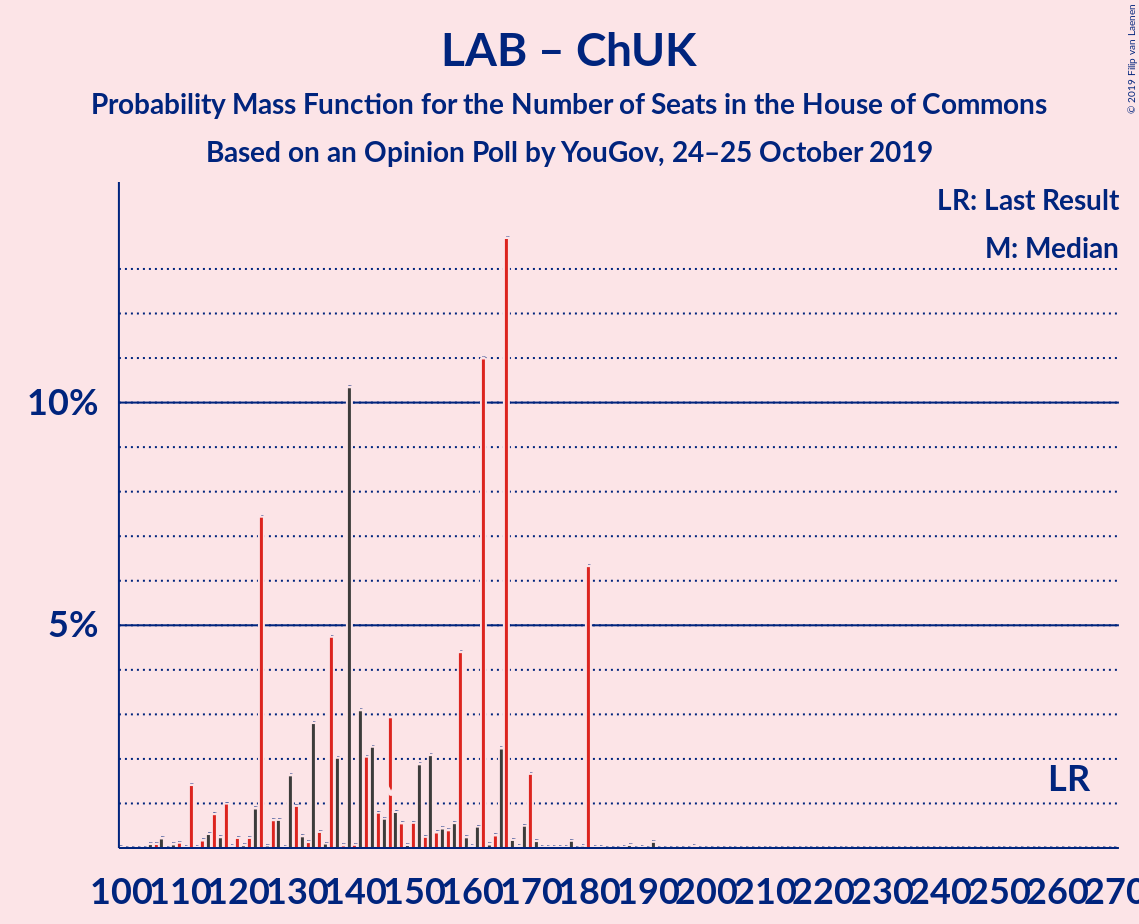 © 2019 Filip van Laenen
LAB – ChUK
Probability Mass Function for the Number of Seats in the House of Commons
Based on an Opinion Poll by YouGov, 24–25 October 2019
LR: Last Result
M: Median
10%
5%
LR
100 110 120 130 140 150 160 170 180 190 200 210 220 230 240 250 260 270